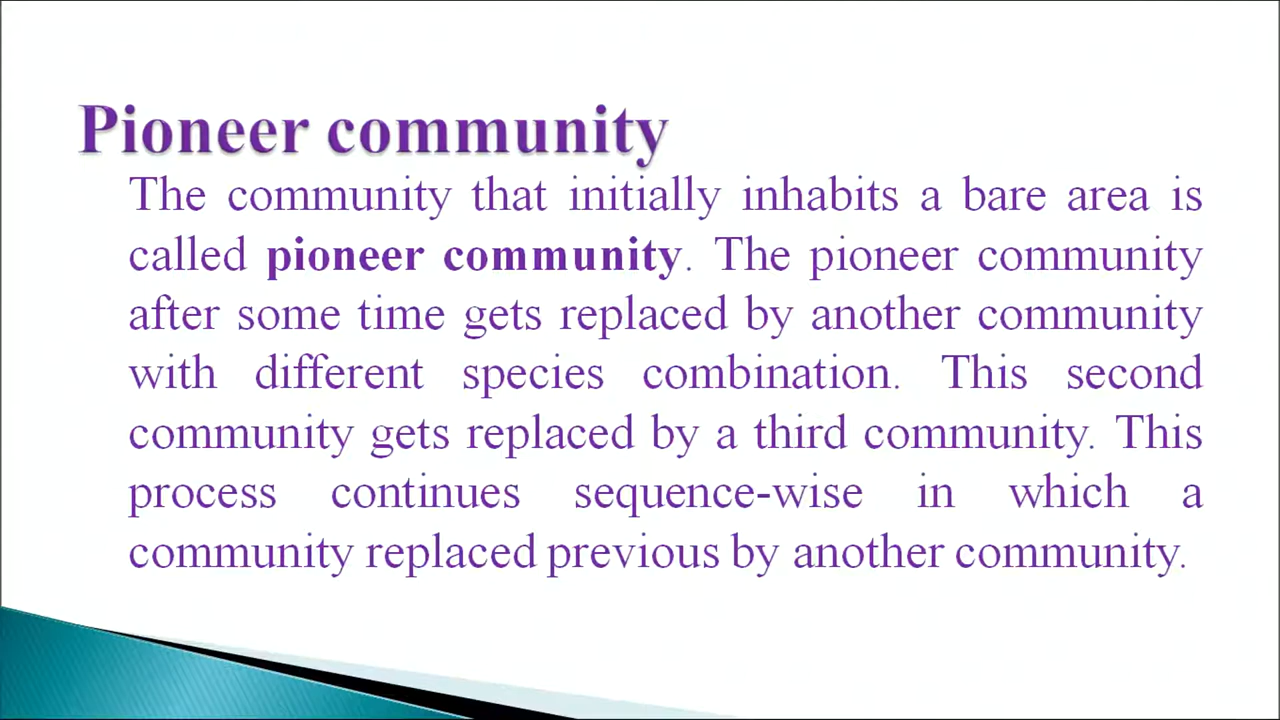 Pioneer community
The community that initially inhabits a bare area is
called pioneer community. The pioneer community
after some time gets replaced by another community
with different species combination. This second
community gets replaced by a third community. This
process continues sequence-wise in which a
community replaced previous by another community.